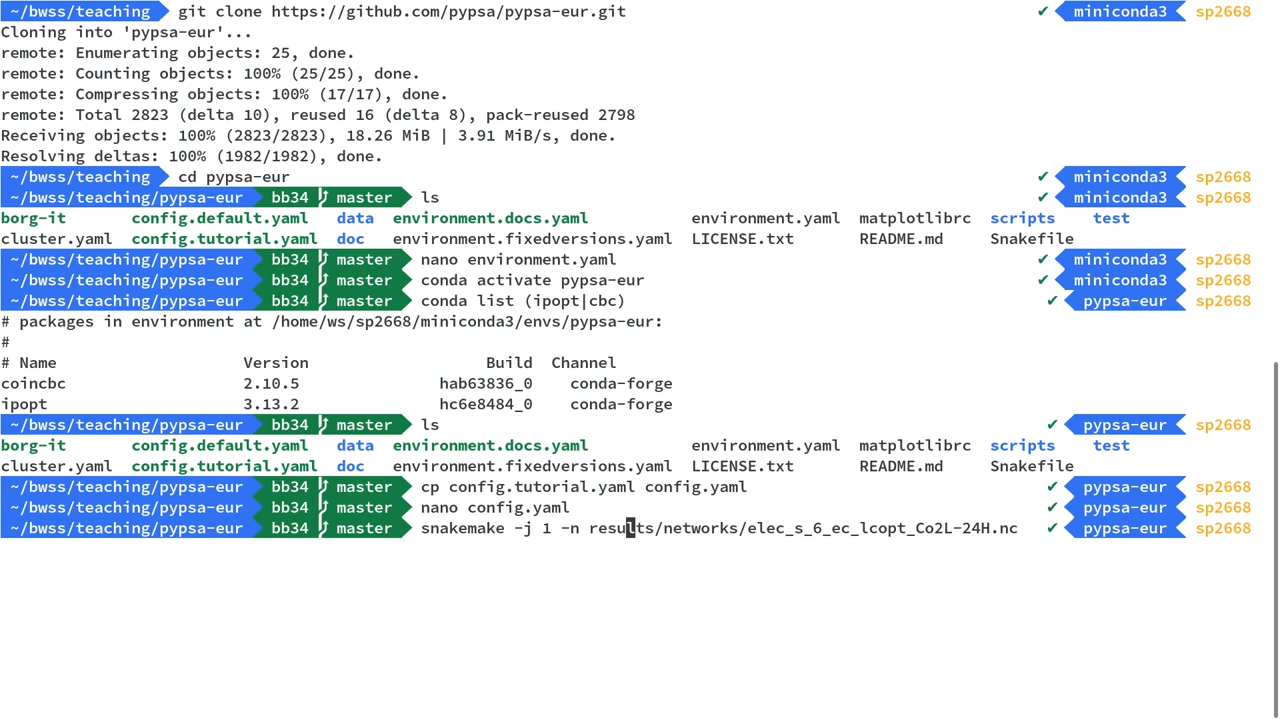 ~/bwss/teaching git clone https://github.com/pypsa/pypsa-eur.git ✔ miniconda3 sp2668
Cloning into 'pypsa-eur'...
remote: Enumerating objects: 25, done.
remote: Counting objects: 100% (25/25), done.
remote: Compressing objects: 100% (17/17), done.
remote: Total 2823 (delta 10), reused 16 (delta 8), pack-reused 2798
Receiving objects: 100% (2823/2823), 18.26 MiB | 3.91 MiB/s, done.
Resolving deltas: 100% (1982/1982), done.
~/bwss/teaching cd pypsa-eur ✔ miniconda3 sp2668
~/bwss/teaching/pypsa-eur bb34 master ls ✔ miniconda3 sp2668
borg-it config.default.yaml data environment.docs.yaml environment.yaml matplotlibrc scripts test
cluster.yaml config.tutorial.yaml doc environment.fixedversions.yaml LICENSE.txt README.md Snakefile
~/bwss/teaching/pypsa-eur bb34 master nano environment.yaml ✔ miniconda3 sp2668
~/bwss/teaching/pypsa-eur bb34 master conda activate pypsa-eur ✔ miniconda3 sp2668
~/bwss/teaching/pypsa-eur bb34 master conda list (ipopt|cbc) ✔ pypsa-eur sp2668
# packages in environment at /home/ws/sp2668/miniconda3/envs/pypsa-eur:
#
# Name Version Build Channel
coincbc 2.10.5 hab63836_0 conda-forge
ipopt 3.13.2 hc6e8484_0 conda-forge
~/bwss/teaching/pypsa-eur bb34 master ls ✔ pypsa-eur sp2668
borg-it config.default.yaml data environment.docs.yaml environment.yaml matplotlibrc scripts test
cluster.yaml config.tutorial.yaml doc environment.fixedversions.yaml LICENSE.txt README.md Snakefile
~/bwss/teaching/pypsa-eur bb34 master cp config.tutorial.yaml config.yaml ✔ pypsa-eur sp2668
~/bwss/teaching/pypsa-eur bb34 master nano config.yaml ✔ pypsa-eur sp2668
~/bwss/teaching/pypsa-eur bb34 master snakemake -j 1 -n results/networks/elec_s_6_ec_lcopt_Co2L-24H.nc ✔ pypsa-eur sp2668